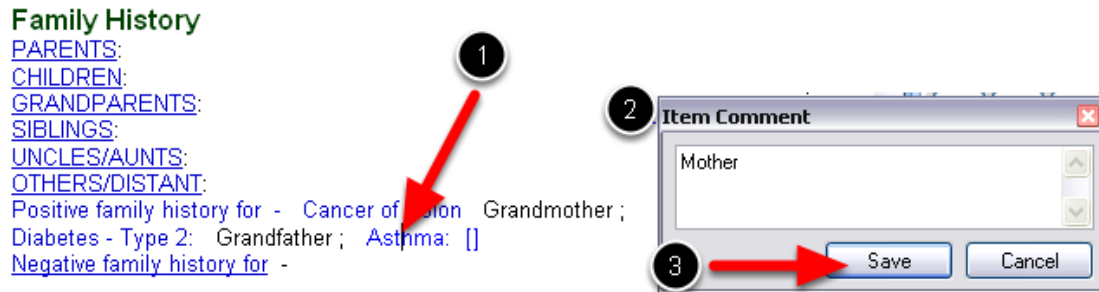 Family History
PARENTS:
CHILDREN:
GRANDPARENTS:
SIBLINGS:
UNCLES/AUNTS:
OTHERS/DISTANT:
Positive family history for - Cancer of Grandmother ;
Diabetes - Type 2: Grandfather ; Asthma: []
Negative family history for -
1
2
Item Comment
Mother
3
Save Cancel